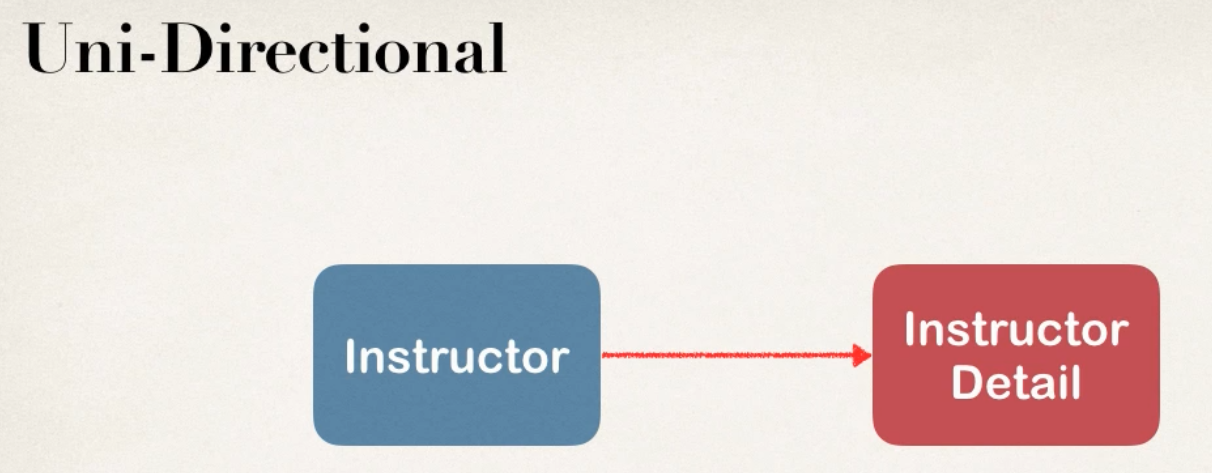 Uni-Directional
Instructor
Instructor
Detail